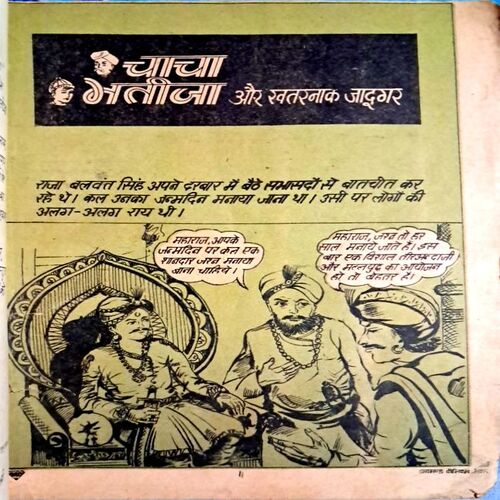 चाचा
भतीजा और खतरनाक जादूगर
राजा बलवन्त सिंह अपने दरबार में बैठे सभासदों से बातचीत कर
रहे थे। कल उनका जन्मदिन मनाया जाना था। उसी पर लोगों की
अलग-अलग राय थी।
महाराज, आपके
जन्मदिन पर कल एक
शानदार जश्न मनाया
जाना चाहिये।
महाराज, जश्न तो हर
साल मनाये जाते हैं। इस
बार एक विशाल तीरअंदाजी
और मल्लयुद्ध का आयोजन
हो तो बेहतर है।